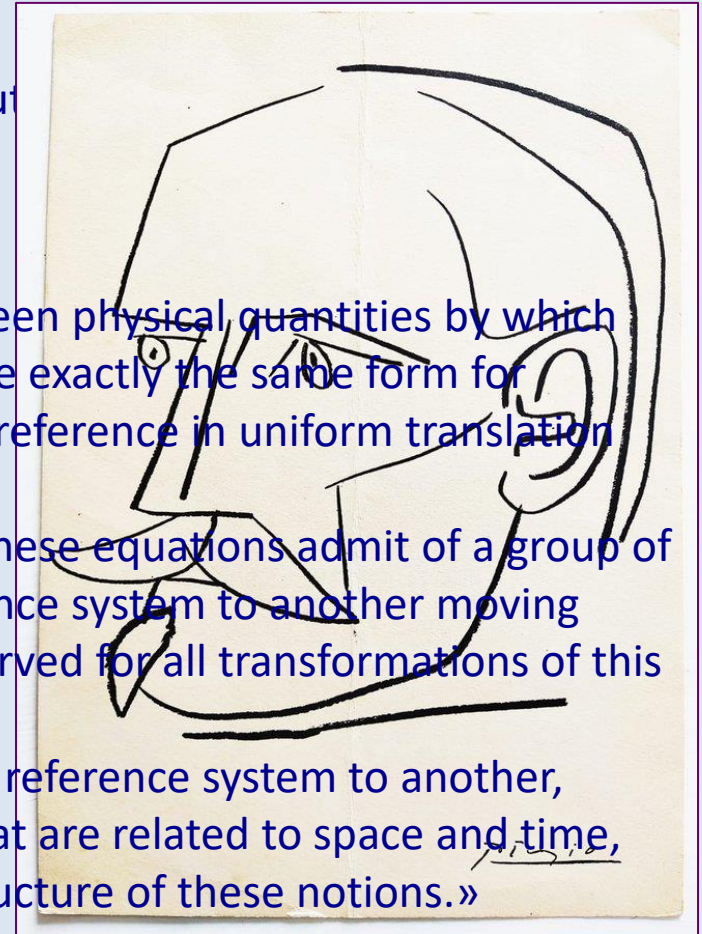 een physical quantities by which
e exactly the same form for
reference in uniform translation
hese equations admit of a group of
nce system to another moving
rved for all transformations of this
reference system to another,
at are related to space and time,
ucture of these notions.»